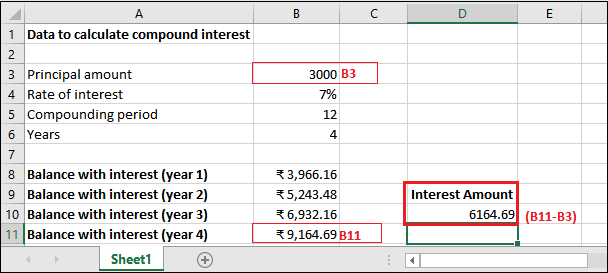 A B C D E
1 Data to calculate compound interest
2
3 Principal amount 3000 B3
4 Rate of interest 7%
5 Compounding period 12
6 Years 4
7
8 Balance with interest (year 1) ₹ 3,966.16
9 Balance with interest (year 2) ₹ 5,243.48 Interest Amount
10 Balance with interest (year 3) ₹ 6,932.16 6164.69 (B11-B3)
11 Balance with interest (year 4) ₹ 9,164.69 B11
Sheet1